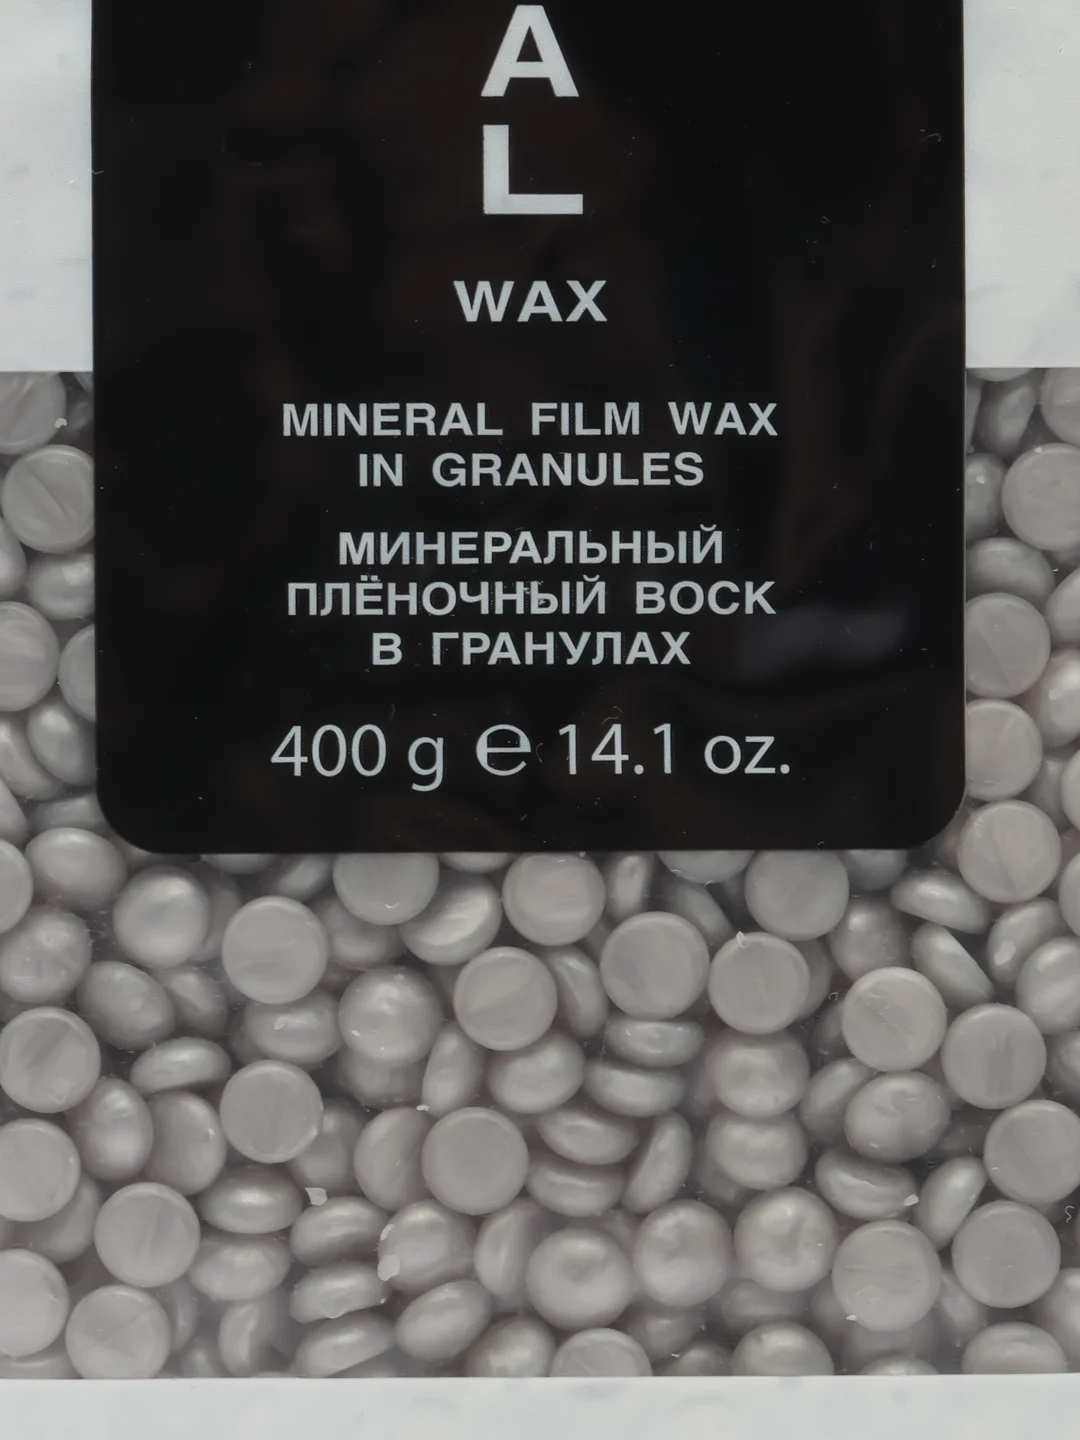 A
L
WAX
MINERAL FILM WAX
IN GRANULES
МИНЕРАЛЬНЫЙ
ПЛЁНОЧНЫЙ ВОСК
В ГРАНУЛАХ
400 g ℮ 14.1 oz.